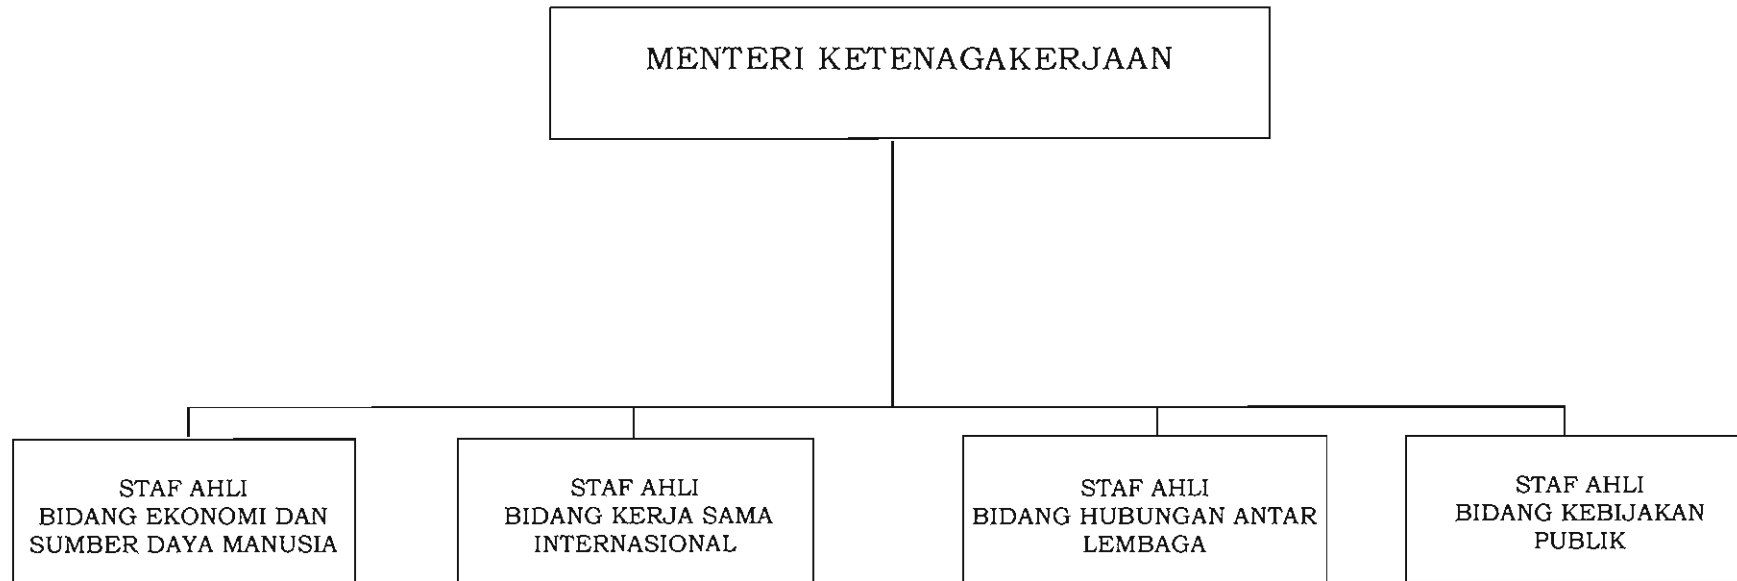 MENTERI KETENAGAKERJAAN
STAF AHLI
BIDANG EKONOMI DAN
SUMBER DAYA MANUSIA
STAF AHLI
BIDANG KERJA SAMA
INTERNASIONAL
STAF AHLI
BIDANG HUBUNGAN ANTAR
LEMBAGA
STAF AHLI
BIDANG KEBIJAKAN
PUBLIK